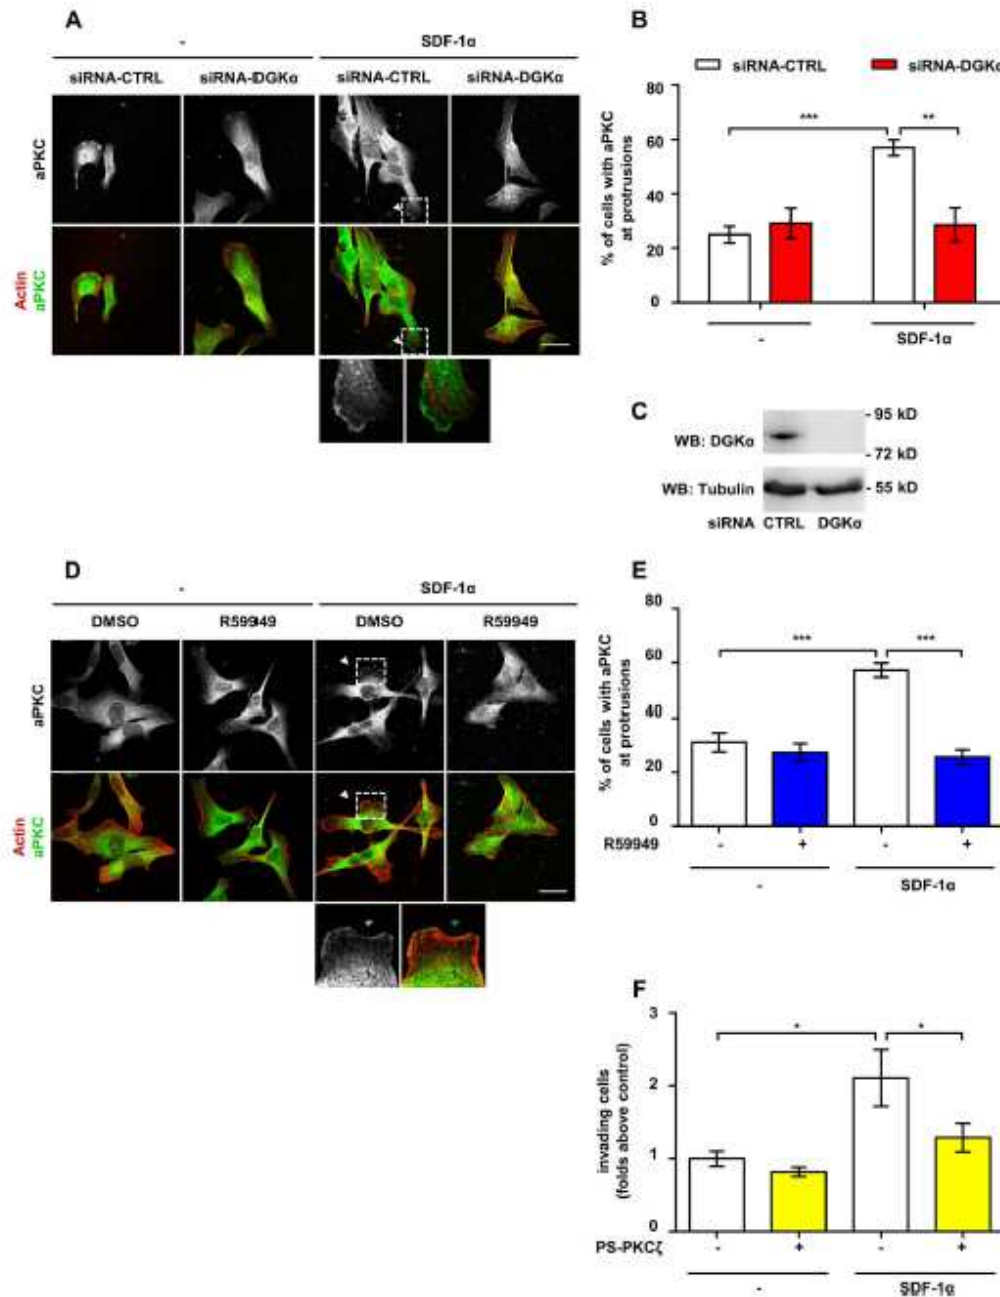 A
-
SDF-1α
siRNA-CTRL siRNA-DGKα siRNA-CTRL siRNA-DGKα
aPKC
Actin
aPKC
B
siRNA-CTRL siRNA-DGKα
% of cells with aPKC
at protrusions
80
60
40
20
0
*** **
- SDF-1α
C
WB: DGKα
- 95 kD
- 72 kD
WB: Tubulin - 55 kD
siRNA CTRL DGKα
D
-
SDF-1α
DMSO R59949 DMSO R59949
aPKC
Actin
aPKC
E
% of cells with aPKC
at protrusions
80
60
40
20
0
*** ***
R59949 - + - +
- SDF-1α
F
invading cells
(folds above control)
3
2
1
0
* *
PS-PKCζ - + - +
- SDF-1α